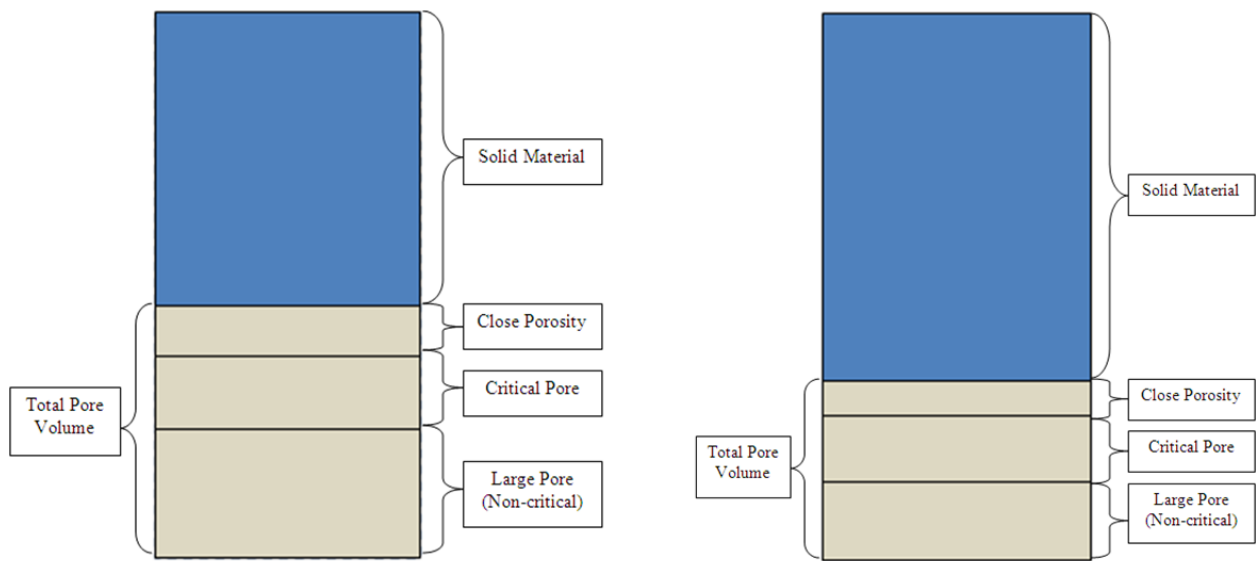 Solid Material
Close Porosity
Critical Pore
Total Pore
Volume
Large Pore
(Non-critical)
Solid Material
Close Porosity
Critical Pore
Total Pore
Volume
Large Pore
(Non-critical)